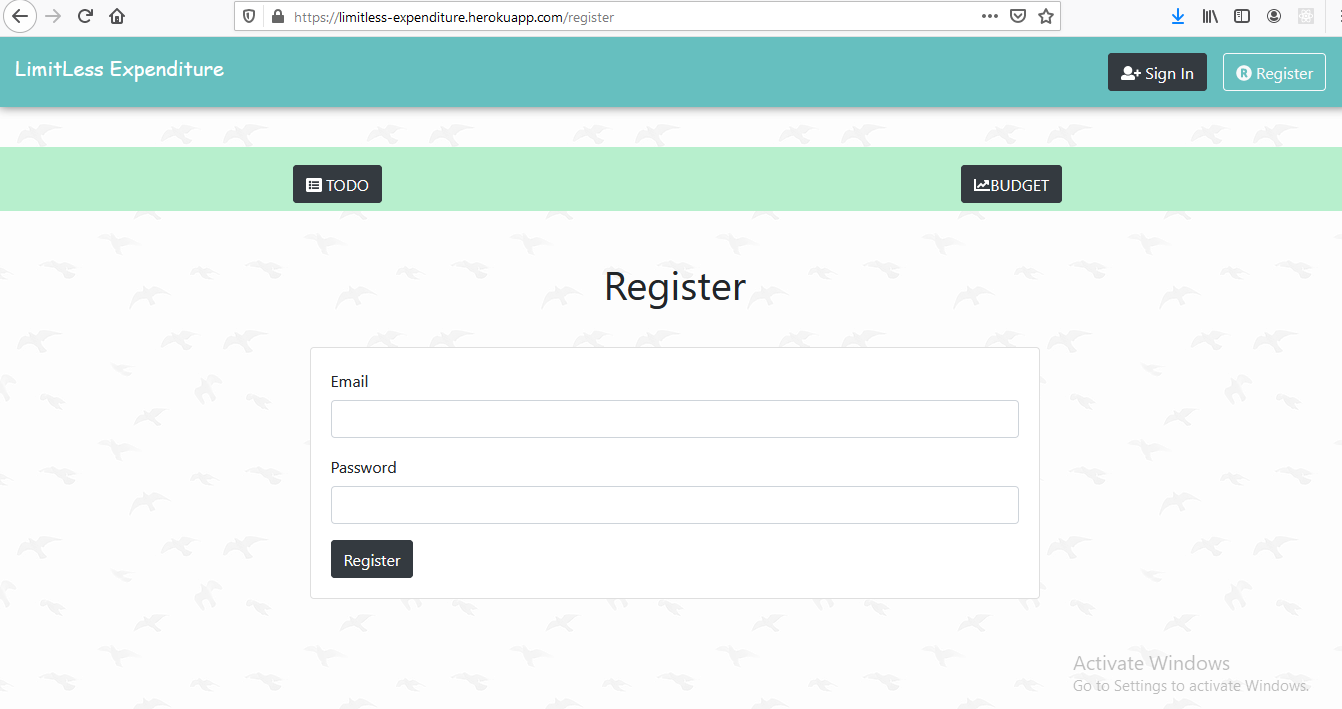 https://limitless-expenditure.herokuapp.com/register
LimitLess Expenditure
Sign In
R Register
TODO
BUDGET
Register
Email
Password
Register
Activate Windows
Go to Settings to activate Windows.